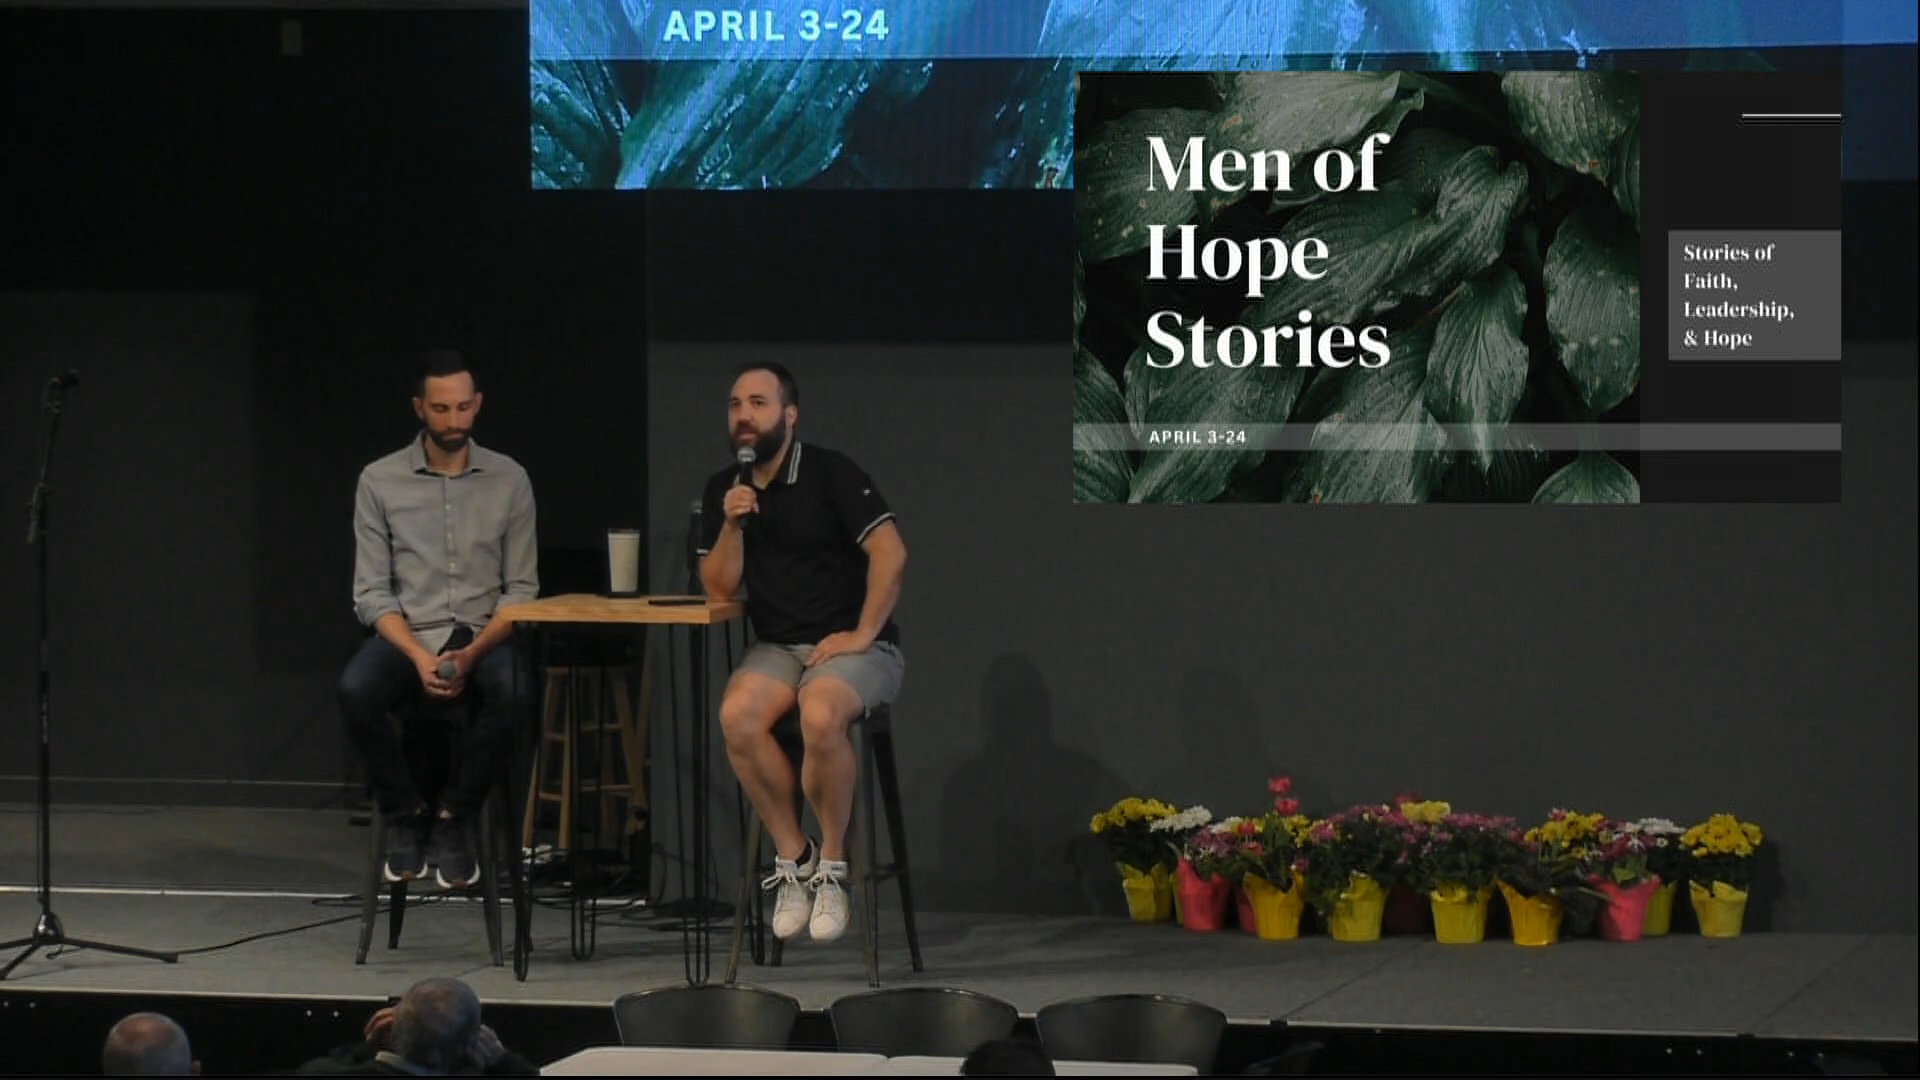 APRIL 3-24
Men of
Hope
Stories
APRIL 3-24
Stories of
Faith,
Leadership,
& Hope